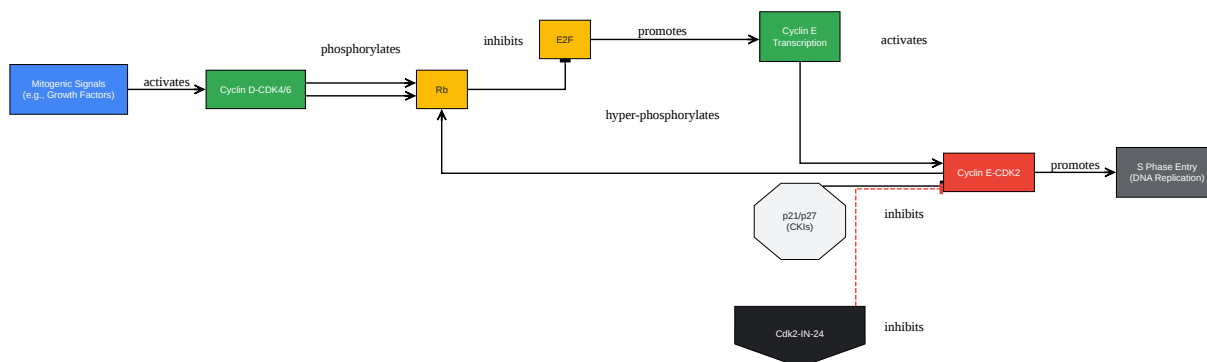 Mitogenic Signals
(e.g., Growth Factors)
activates
Cyclin D-CDK4/6
phosphorylates
Rb
inhibits
E2F
promotes
Cyclin E
Transcription
activates
hyper-phosphorylates
Cyclin E-CDK2
promotes
S Phase Entry
(DNA Replication)
p21/p27
(CKIs)
inhibits
Cdk2-IN-24
inhibits